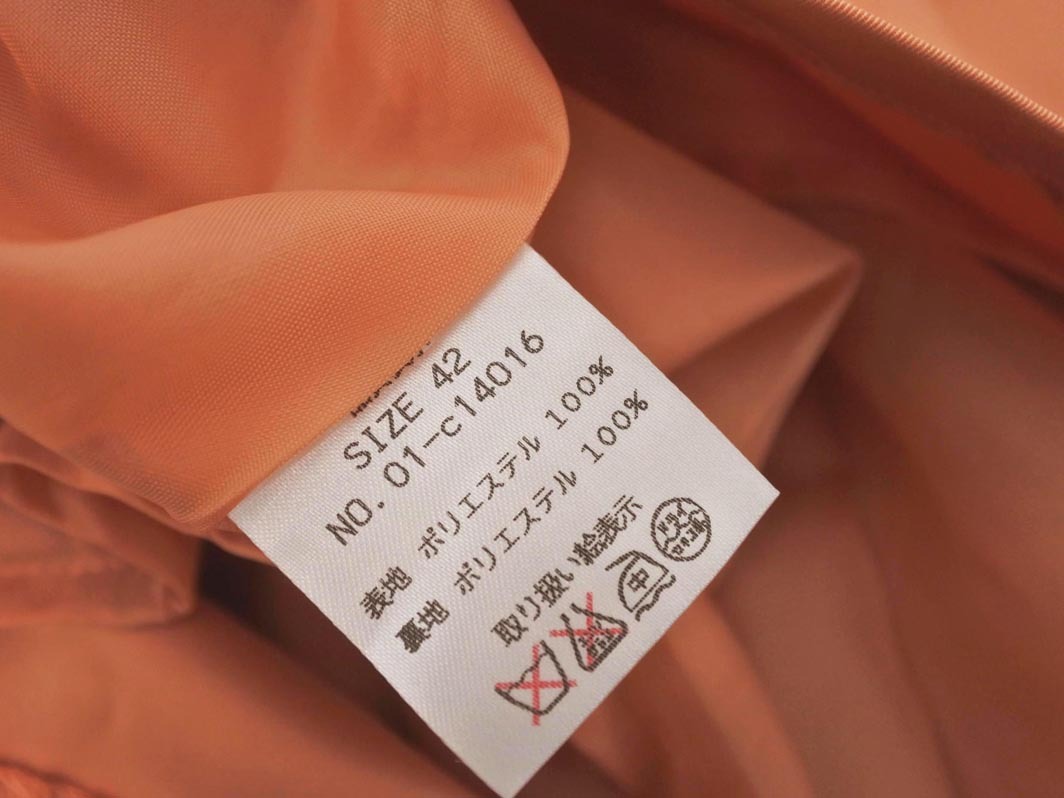 SIZE 42
NO. 01-c14016
表地 ポリエステル 100%
裏地 ポリエステル 100%
取り扱い絵表示
中